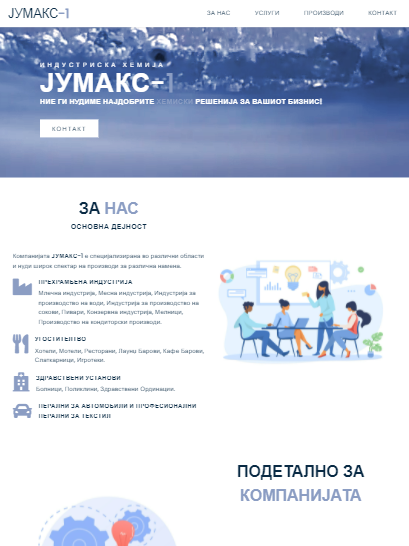 ЈУМАКС-1
ЗА НАС
УСЛУГИ
ПРОИЗВОДИ
КОНТАКТ
ИНДУСТРИСКА ХЕМИЈА
ЈУМАКС-1
НИЕ ГИ НУДИМЕ НАЈДОБРИТЕ ХЕМИСКИ РЕШЕНИЈА ЗА ВАШИОТ БИЗНИС!
КОНТАКТ
ЗА НАС
ОСНОВНА ДЕЈНОСТ
Компанијата ЈУМАКС-1 е специјализирана во различни области
и нуди широк спектар на производи за различна намена.
ПРЕХРАМБЕНА ИНДУСТРИЈА
Млечна индустрија, Месна индустрија, Индустрија за
производство на води, Индустрија за производство на
сокови, Пивари, Конзервна индустрија, Мелници,
Производство на кондиторски производи.
УГОСТИТЕЛТВО
Хотели, Мотели, Ресторани, Лаунџ Барови, Кафе Барови,
Слаткарници, Игротеки.
ЗДРАВСТВЕНИ УСТАНОВИ
Болници, Поликлини, Здравствени Ординации.
ПЕРАЛНИ ЗА АВТОМОБИЛИ И ПРОФЕСИОНАЛНИ
ПЕРАЛНИ ЗА ТЕКСТИЛ
ПОДЕТАЛНО ЗА
КОМПАНИЈАТА